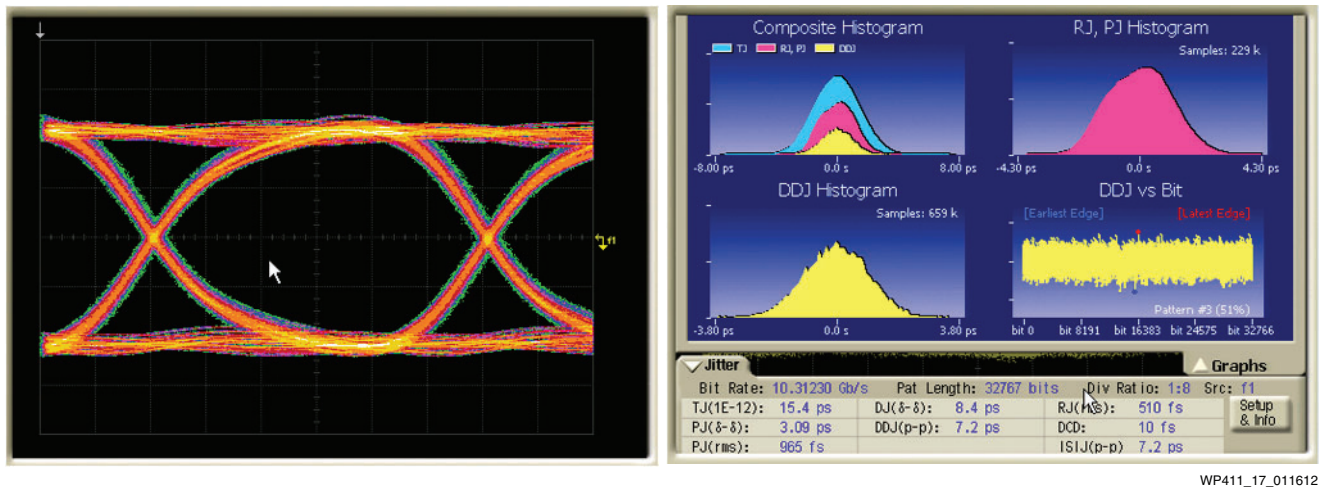 f1
Composite Histogram
TJ RJ, PJ DDJ
-8.00 ps 0.0 s 8.00 ps
RJ, PJ Histogram
Samples: 229 k
-4.30 ps 0.0 s 4.30 ps
DDJ Histogram
Samples: 659 k
-3.80 ps 0.0 s 3.80 ps
DDJ vs Bit
[Earliest Edge] [Latest Edge]
Pattern #3 (51%)
bit 0 bit 8191 bit 16383 bit 24575 bit 32766
Jitter Graphs
Bit Rate: 10.31230 Gb/s Pat Length: 32767 bits Div Ratio: 1:8 Src: f1
TJ(1E-12): 15.4 ps DJ(δ-δ): 8.4 ps RJ(rms): 510 fs
PJ(δ-δ): 3.09 ps DDJ(p-p): 7.2 ps DCD: 10 fs
PJ(rms): 965 fs ISIJ(p-p) 7.2 ps
Setup
& Info
WP411_17_011612